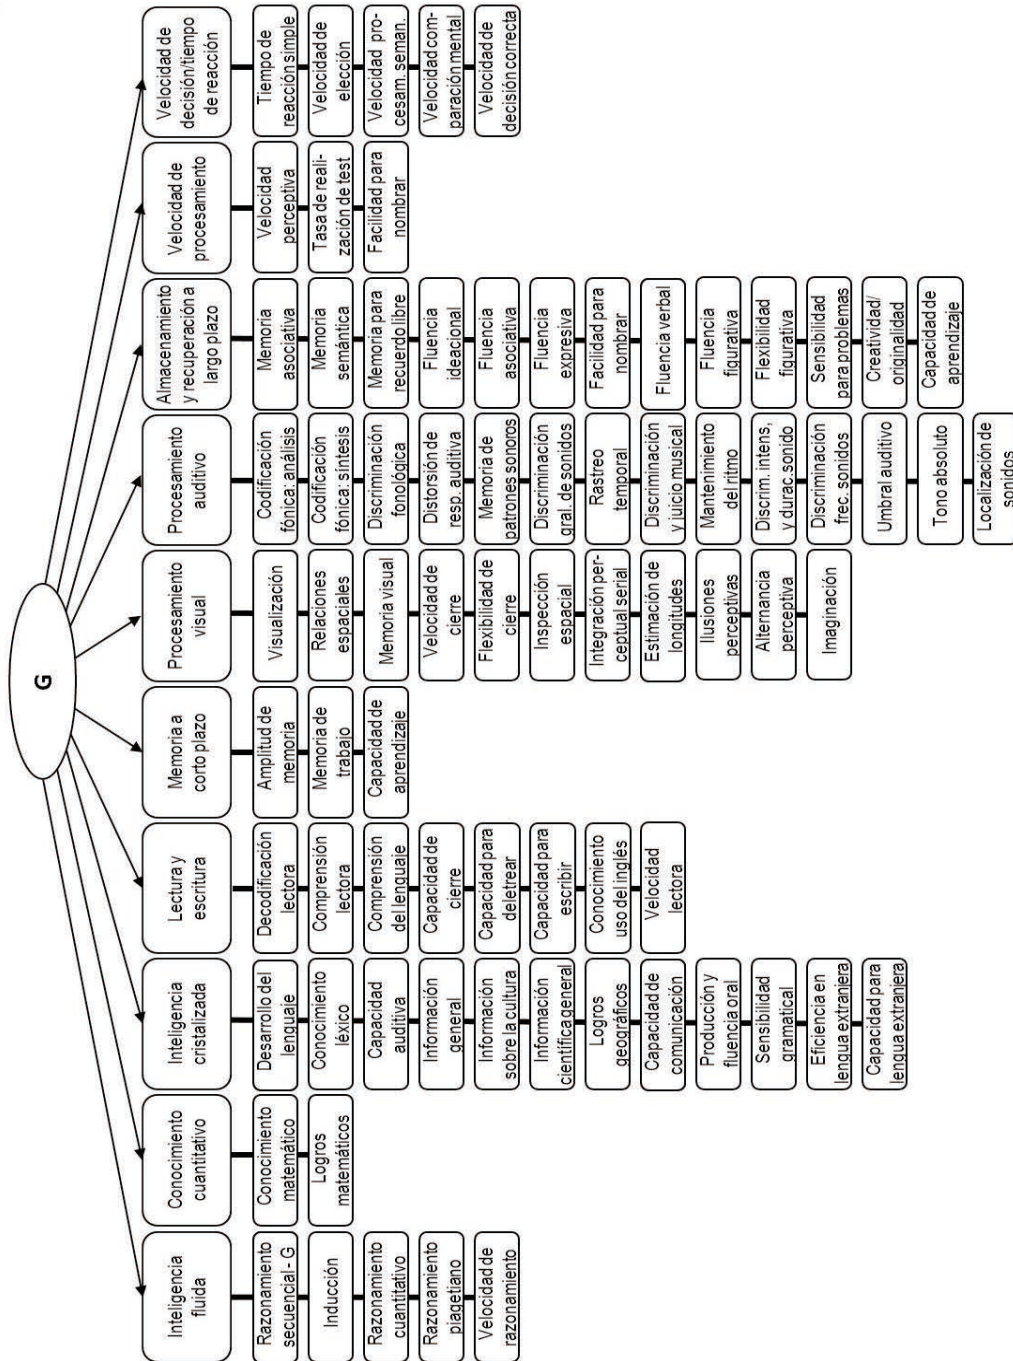 G
Inteligencia
fluida
Razonamiento
secuencial - G
Inducción
Razonamiento
cuantitativo
Razonamiento
piagetiano
Velocidad de
razonamiento
Conocimiento
cuantitativo
Conocimiento
matemático
Logros
matemáticos
Inteligencia
cristalizada
Desarrollo del
lenguaje
Conocimiento
léxico
Capacidad
auditiva
Información
general
Información
sobre la cultura
Información
científica general
Logros
geográficos
Capacidad de
comunicación
Producción y
fluencia oral
Sensibilidad
gramatical
Eficiencia en
lengua extranjera
Capacidad para
lengua extranjera
Lectura y
escritura
Decodificación
lectora
Comprensión
lectora
Comprensión
del lenguaje
Capacidad de
cierre
Capacidad para
deletrear
Capacidad para
escribir
Conocimiento
uso del inglés
Velocidad
lectora
Memoria a
corto plazo
Amplitud de
memoria
Memoria de
trabajo
Capacidad de
aprendizaje
Procesamiento
visual
Visualización
Relaciones
espaciales
Memoria visual
Velocidad de
cierre
Flexibilidad de
cierre
Inspección
espacial
Integración per-
ceptual serial
Estimación de
longitudes
Ilusiones
perceptivas
Alternancia
perceptiva
Imaginación
Procesamiento
auditivo
Codificación
fónica: análisis
Codificación
fónica: síntesis
Discriminación
fonológica
Distorsión de
resp. auditiva
Memoria de
patrones sonoros
Discriminación
gral. de sonidos
Rastreo
temporal
Discriminación
y juicio musical
Mantenimiento
del ritmo
Discrim. intens,
y durac.sonido
Discriminación
frec. sonidos
Umbral auditivo
Tono absoluto
Localización de
sonidos
Almacenamiento
y recuperación a
largo plazo
Memoria
asociativa
Memoria
semántica
Memoria para
recuerdo libre
Fluencia
ideacional
Fluencia
asociativa
Fluencia
expresiva
Facilidad para
nombrar
Fluencia verbal
Fluencia
figurativa
Flexibilidad
figurativa
Sensibilidad
para problemas
Creatividad/
originalidad
Capacidad de
aprendizaje
Velocidad de
procesamiento
Velocidad
perceptiva
Tasa de reali-
zación de test
Facilidad para
nombrar
Velocidad de
decisión/tiempo
de reacción
Tiempo de
reacción simple
Velocidad de
elección
Velocidad pro-
cesam. seman.
Velocidad com-
paración mental
Velocidad de
decisión correcta